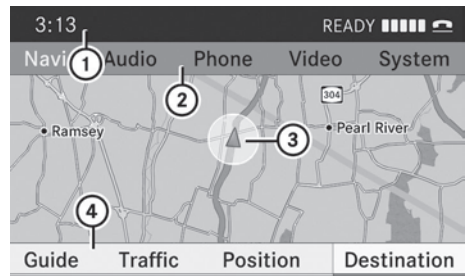 3:13 READY
Navi Audio Phone Video System
1
2
304
Ramsey
3
Pearl River
4
Guide Traffic Position Destination